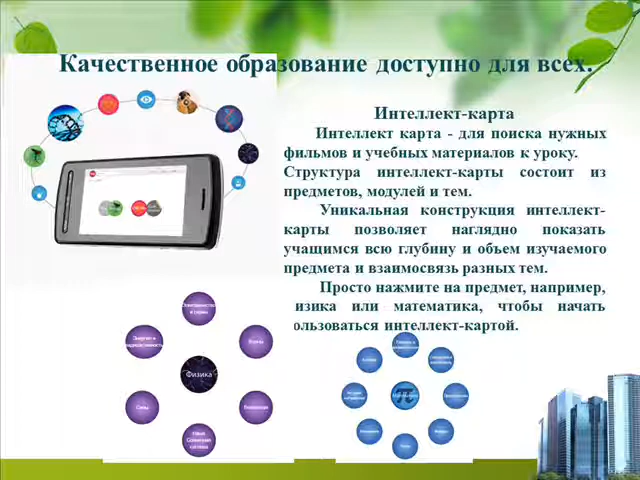 Качественное образование доступно для всех.
Интеллект-карта
Интеллект карта - для поиска нужных
фильмов и учебных материалов к уроку.
Структура интеллект-карты состоит из
предметов, модулей и тем.
Уникальная конструкция интеллект-
карты позволяет наглядно показать
учащимся всю глубину и объем изучаемого
предмета и взаимосвязь разных тем.
Просто нажмите на предмет, например,
изика или математика, чтобы начать
ользоваться интеллект-картой.
Волны
Физика
Силы